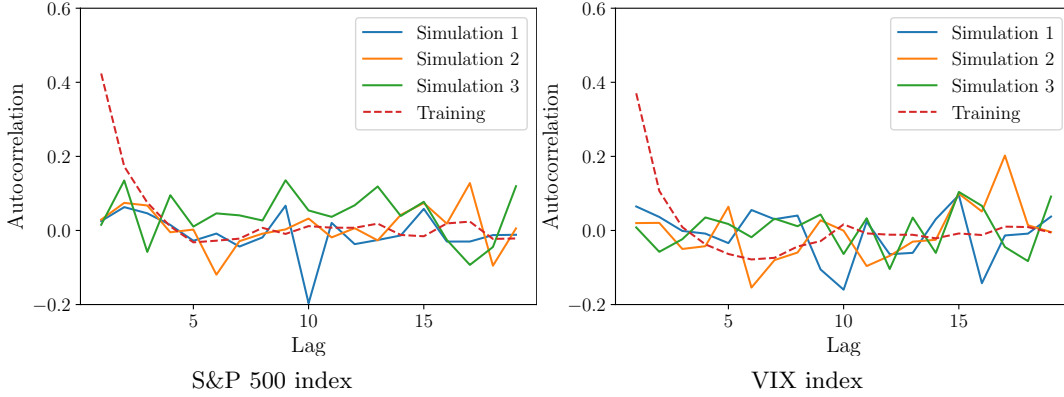 0.6
0.4
0.2
0.0
−0.2
Autocorrelation
5
10
15
Lag
Simulation 1
Simulation 2
Simulation 3
Training
S&P 500 index
0.6
0.4
0.2
0.0
−0.2
Autocorrelation
5
10
15
Lag
Simulation 1
Simulation 2
Simulation 3
Training
VIX index